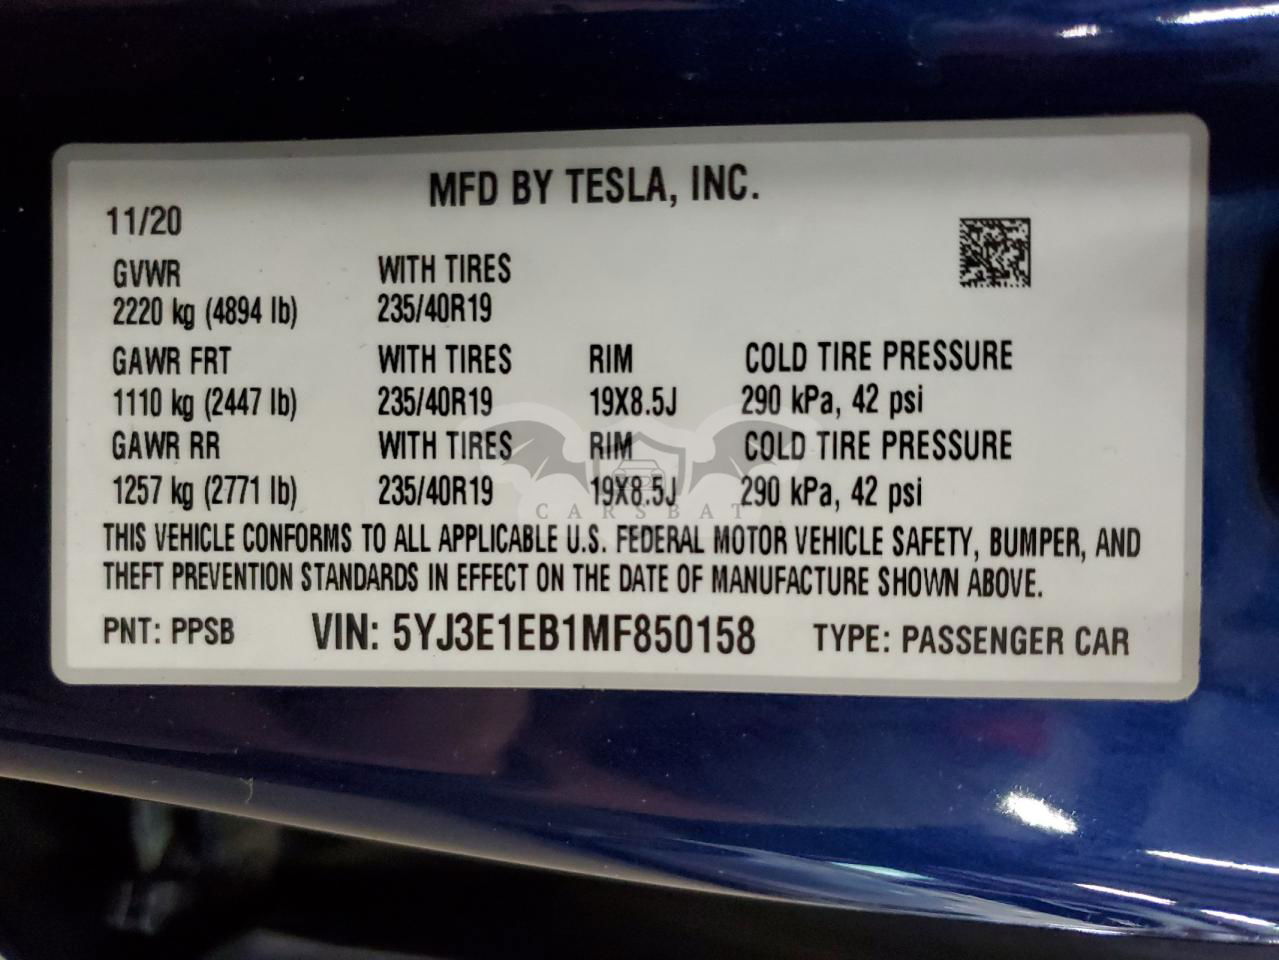 MFD BY TESLA, INC.
11/20
GVWR WITH TIRES
2220 kg (4894 lb) 235/40R19
GAWR FRT WITH TIRES RIM COLD TIRE PRESSURE
1110 kg (2447 lb) 235/40R19 19X8.5J 290 kPa, 42 psi
GAWR RR WITH TIRES RIM COLD TIRE PRESSURE
1257 kg (2771 lb) 235/40R19 19X8.5J 290 kPa, 42 psi
CARSBAT
THIS VEHICLE CONFORMS TO ALL APPLICABLE U.S. FEDERAL MOTOR VEHICLE SAFETY, BUMPER, AND
THEFT PREVENTION STANDARDS IN EFFECT ON THE DATE OF MANUFACTURE SHOWN ABOVE.
PNT: PPSB VIN: 5YJ3E1EB1MF850158 TYPE: PASSENGER CAR